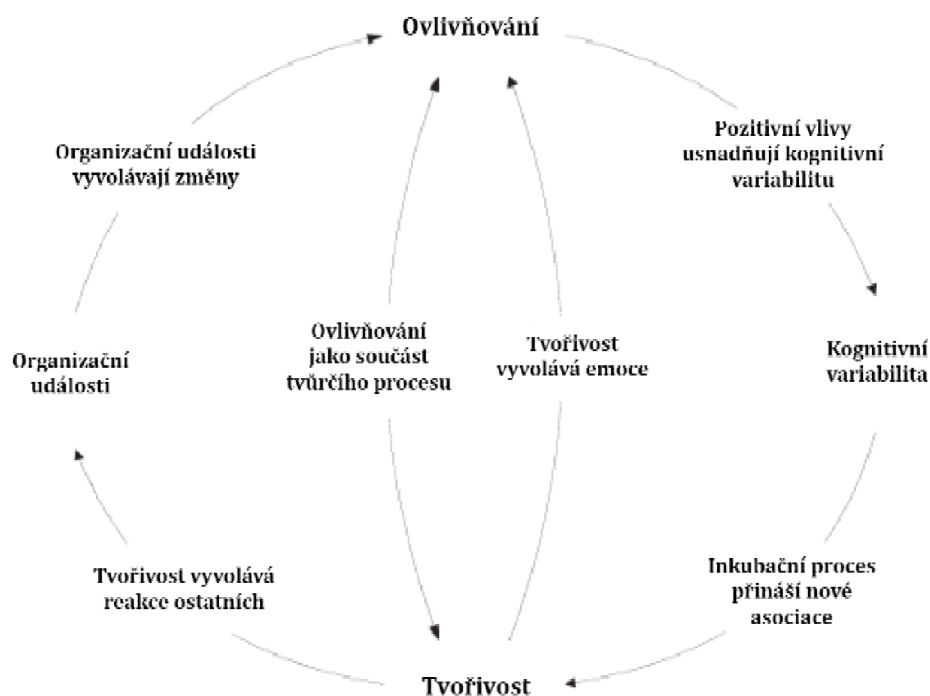 Ovlivňování
Organizační události
vyvolávají změny
Pozitivní vlivy
usnadňují kognitivní
variabilitu
Organizační
události
Ovlivňování
jako součást
tvůrčího procesu
Tvořivost
vyvolává emoce
Kognitivní
variabilita
Tvořivost vyvolává
reakce ostatních
Inkubační proces
přináší nové
asociace
Tvořivost